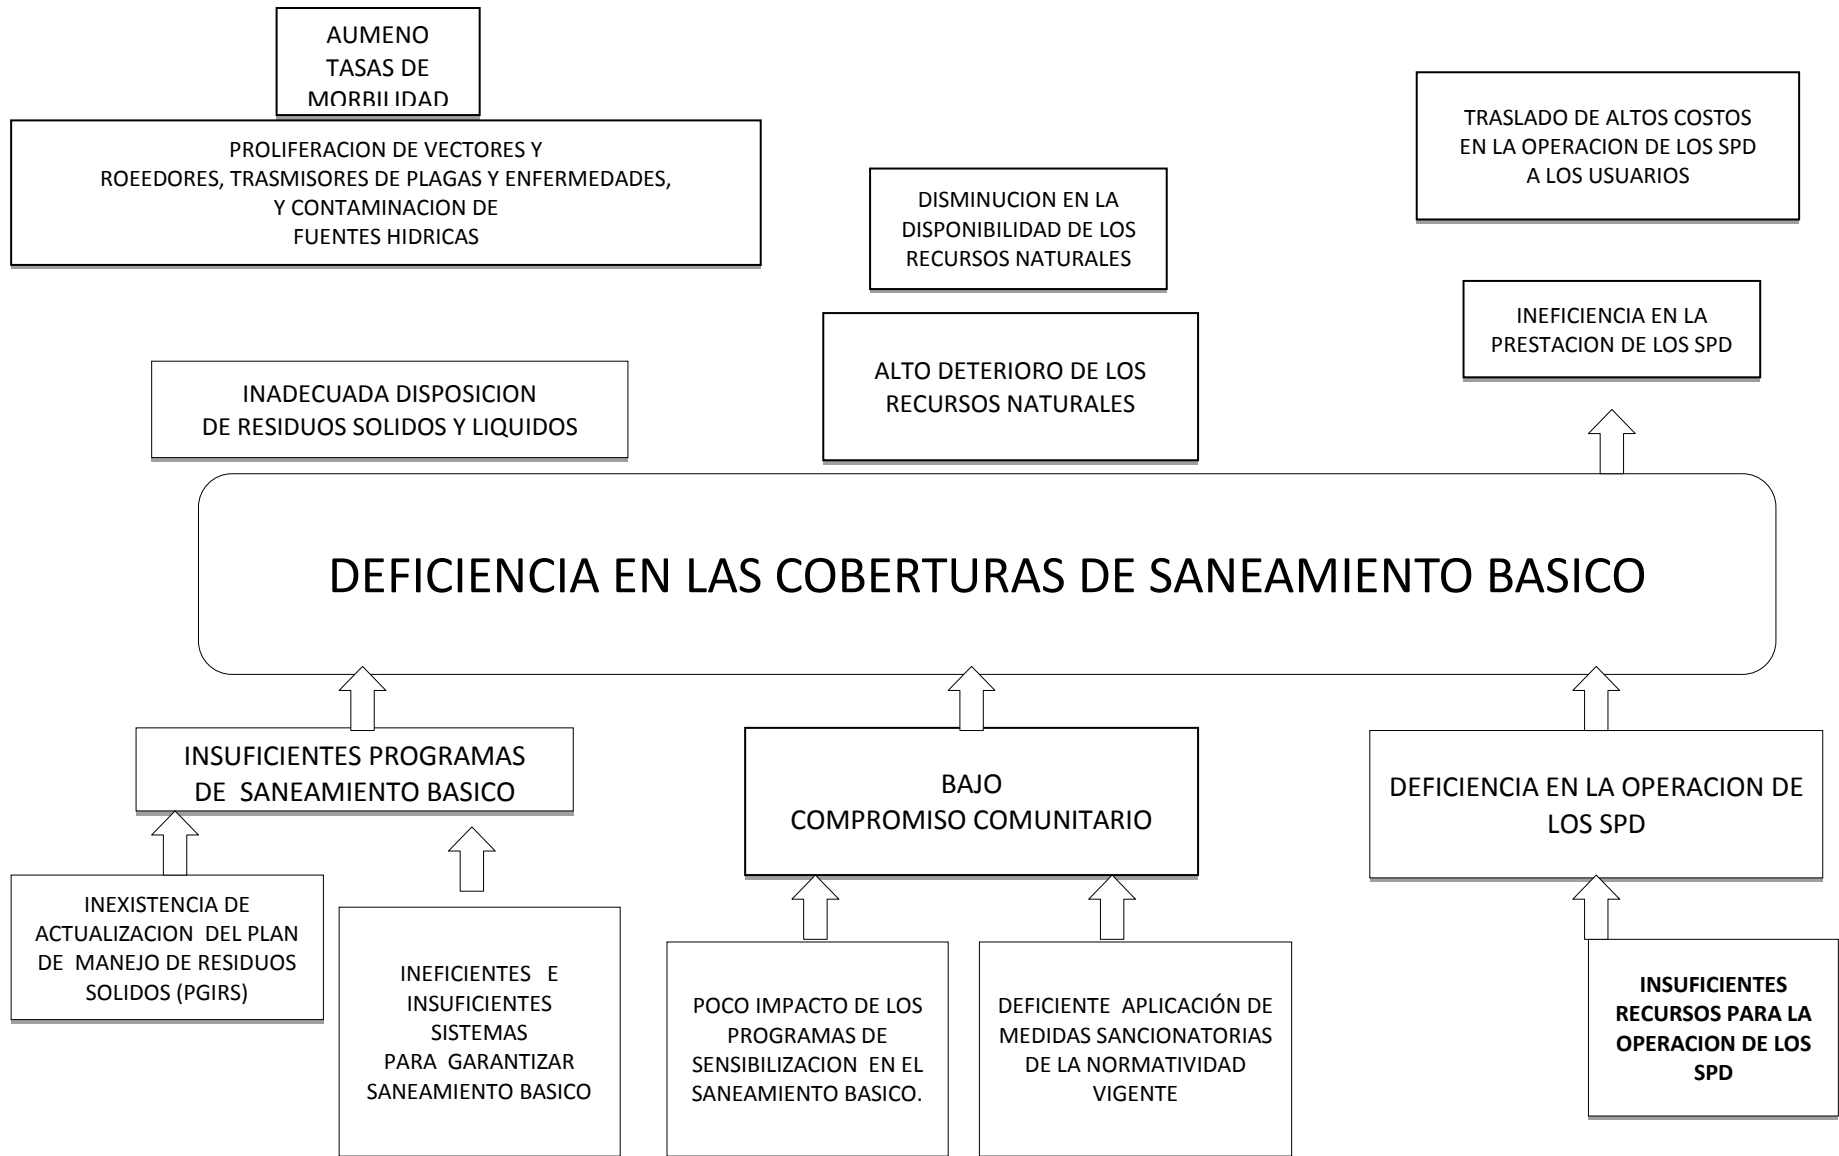 AUMENO
TASAS DE
MORBILIDAD
PROLIFERACION DE VECTORES Y
ROEEDORES, TRASMISORES DE PLAGAS Y ENFERMEDADES,
Y CONTAMINACION DE
FUENTES HIDRICAS
DISMINUCION EN LA
DISPONIBILIDAD DE LOS
RECURSOS NATURALES
TRASLADO DE ALTOS COSTOS
EN LA OPERACION DE LOS SPD
A LOS USUARIOS
INEFICIENCIA EN LA
PRESTACION DE LOS SPD
INADECUADA DISPOSICION
DE RESIDUOS SOLIDOS Y LIQUIDOS
ALTO DETERIORO DE LOS
RECURSOS NATURALES
DEFICIENCIA EN LAS COBERTURAS DE SANEAMIENTO BASICO
INSUFICIENTES PROGRAMAS
DE SANEAMIENTO BASICO
BAJO
COMPROMISO COMUNITARIO
DEFICIENCIA EN LA OPERACION DE
LOS SPD
INEXISTENCIA DE
ACTUALIZACION DEL PLAN
DE MANEJO DE RESIDUOS
SOLIDOS (PGIRS)
INEFICIENTES E
INSUFICIENTES
SISTEMAS
PARA GARANTIZAR
SANEAMIENTO BASICO
POCO IMPACTO DE LOS
PROGRAMAS DE
SENSIBILIZACION EN EL
SANEAMIENTO BASICO.
DEFICIENTE APLICACIÓN DE
MEDIDAS SANCIONATORIAS
DE LA NORMATIVIDAD
VIGENTE
INSUFICIENTES
RECURSOS PARA LA
OPERACION DE LOS
SPD